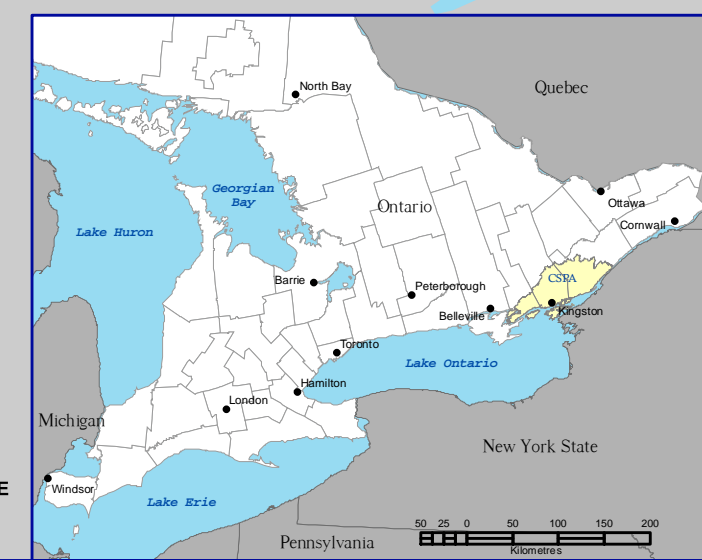 North Bay
Quebec
Georgian
Bay
Ottawa
Ontario
Cornwall
Lake Huron
CSPA
Barrie
Peterborough
Belleville
Kingston
Toronto
Lake Ontario
Hamilton
London
Michigan
New York State
E
Windsor
Lake Erie
50 25 0 50 100 150 200
Kilometres
Pennsylvania